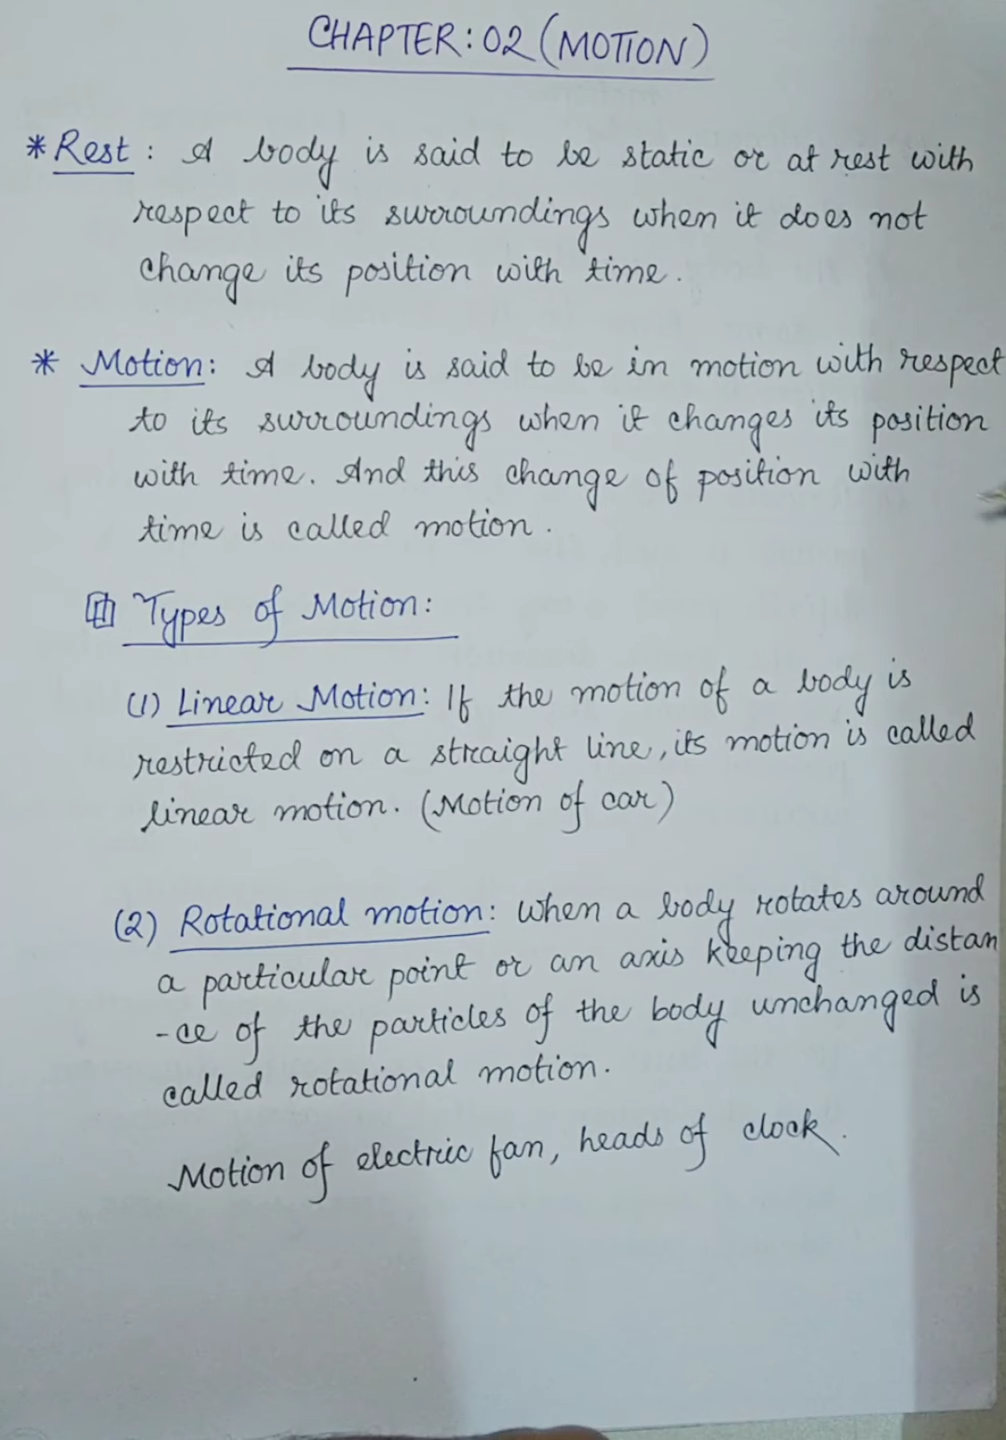 CHAPTER: 02 (MOTION)
* Rest : A body is said to be static or at rest with
respect to its surroundings when it does not
change its position with time.
* Motion: A body is said to be in motion with respect
to its surroundings when it changes its position
with time. And this change of position with
time is called motion.
Types of Motion:
(1) Linear Motion: If the motion of a body is
restricted on a straight line, its motion is called
linear motion. (Motion of car)
(2) Rotational motion: When a body rotates around
a particular point or an axis keeping the distan
-ce of the particles of the body unchanged is
called rotational motion.
Motion of electric fan, heads of clock.